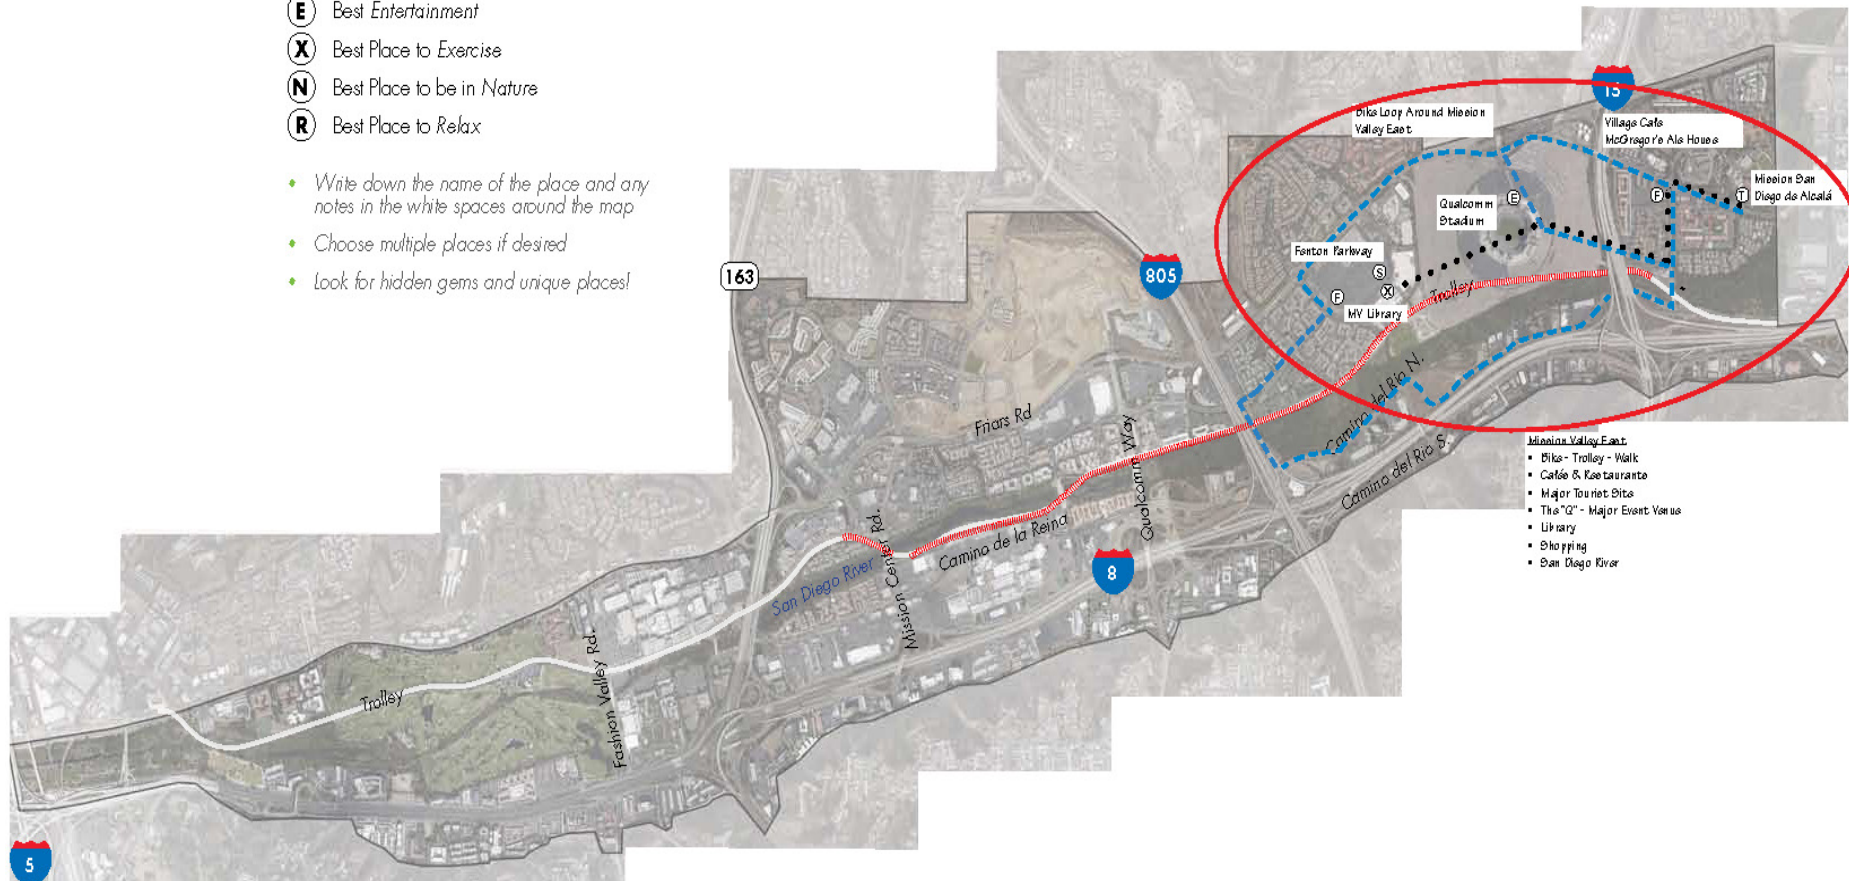 E Best Entertainment
X Best Place to Exercise
N Best Place to be in Nature
R Best Place to Relax
• Write down the name of the place and any
notes in the white spaces around the map
• Choose multiple places if desired
• Look for hidden gems and unique places!
15
Bike Loop Around Mission
Valley East
Village Cafe
McGregor's Ale House
Mission San
Diego de Alcalá
F
T
E
Qualcomm
Stadium
Fenton Parkway
S
X
F
MV Library
Trolley
163
805
Camino del Rio N.
Friars Rd
Qualcomm Way
Camino del Rio S.
Mission Valley East
• Bike - Trolley - Walk
• Cafés & Restaurants
• Major Tourist Site
• The "Q" - Major Event Venue
• Library
• Shopping
• San Diego River
Camino de la Reina
San Diego River
Mission Center Rd.
8
Fashion Valley Rd.
Trolley
5